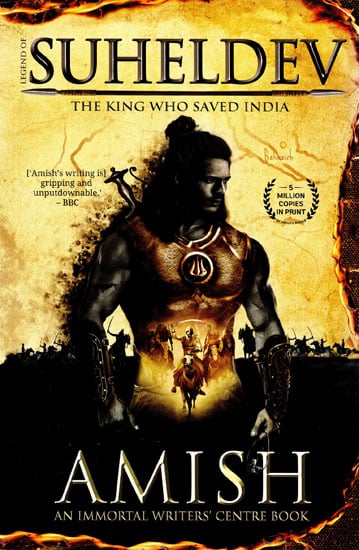 LEGEND OF
SUHELDEV
THE KING WHO SAVED INDIA
Bahraich
['Amish's writing is]
gripping and
unputdownable.'
– BBC
5
MILLION
COPIES
IN PRINT
AMISH
AN IMMORTAL WRITERS' CENTRE BOOK